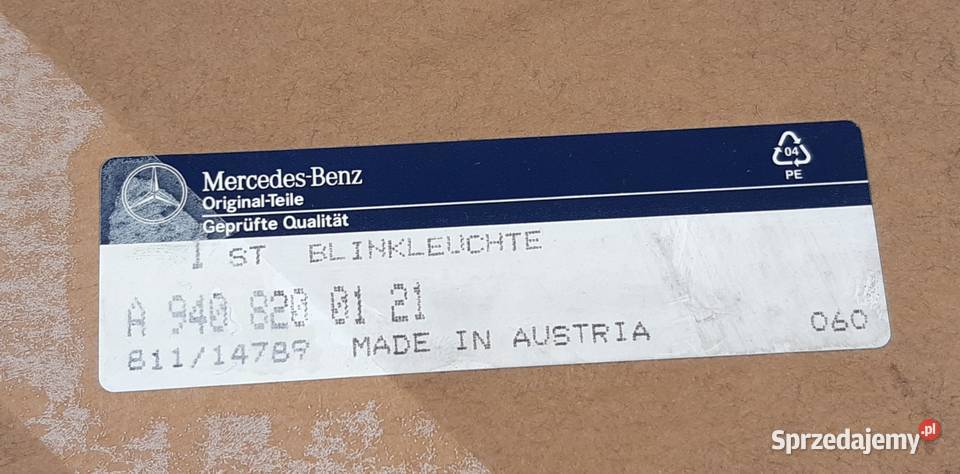 Mercedes-Benz
Original-Teile
Geprüfte Qualität
04
PE
1 ST BLINKLEUCHTE
A 940 820 01 21
811/14789 MADE IN AUSTRIA 060
Sprzedajemy.pl